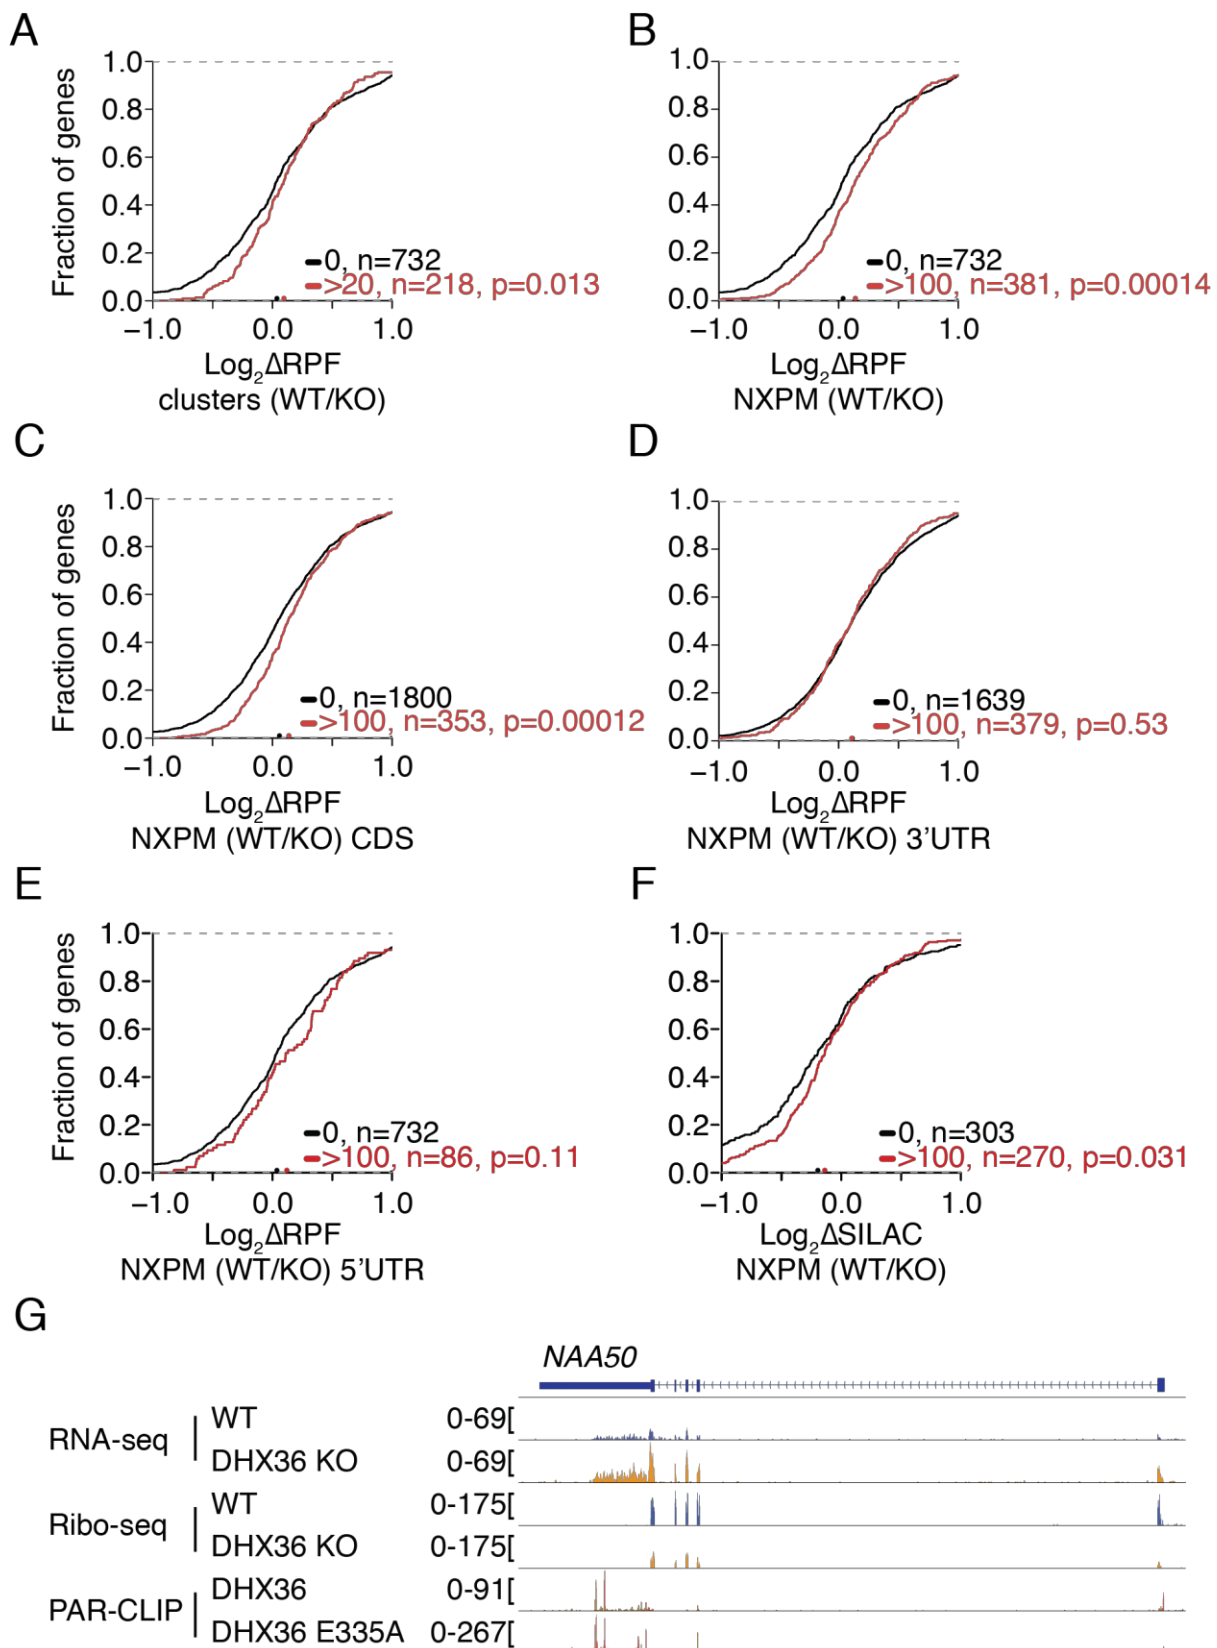 A
1.0
0.8
0.6
0.4
0.2
0.0
Fraction of genes
0, n=732
>20, n=218, p=0.013
−1.0 0.0 1.0
Log2ΔRPF
clusters (WT/KO)
B
1.0
0.8
0.6
0.4
0.2
0.0
0, n=732
>100, n=381, p=0.00014
−1.0 0.0 1.0
Log2ΔRPF
NXPM (WT/KO)
C
1.0
0.8
0.6
0.4
0.2
0.0
Fraction of genes
0, n=1800
>100, n=353, p=0.00012
−1.0 0.0 1.0
Log2ΔRPF
NXPM (WT/KO) CDS
D
1.0
0.8
0.6
0.4
0.2
0.0
0, n=1639
>100, n=379, p=0.53
−1.0 0.0 1.0
Log2ΔRPF
NXPM (WT/KO) 3'UTR
E
1.0
0.8
0.6
0.4
0.2
0.0
Fraction of genes
0, n=732
>100, n=86, p=0.11
−1.0 0.0 1.0
Log2ΔRPF
NXPM (WT/KO) 5'UTR
F
1.0
0.8
0.6
0.4
0.2
0.0
0, n=303
>100, n=270, p=0.031
−1.0 0.0 1.0
Log2ΔSILAC
NXPM (WT/KO)
G
NAA50
RNA-seq
WT 0-69[
DHX36 KO 0-69[
Ribo-seq
WT 0-175[
DHX36 KO 0-175[
PAR-CLIP
DHX36 0-91[
DHX36 E335A 0-267[